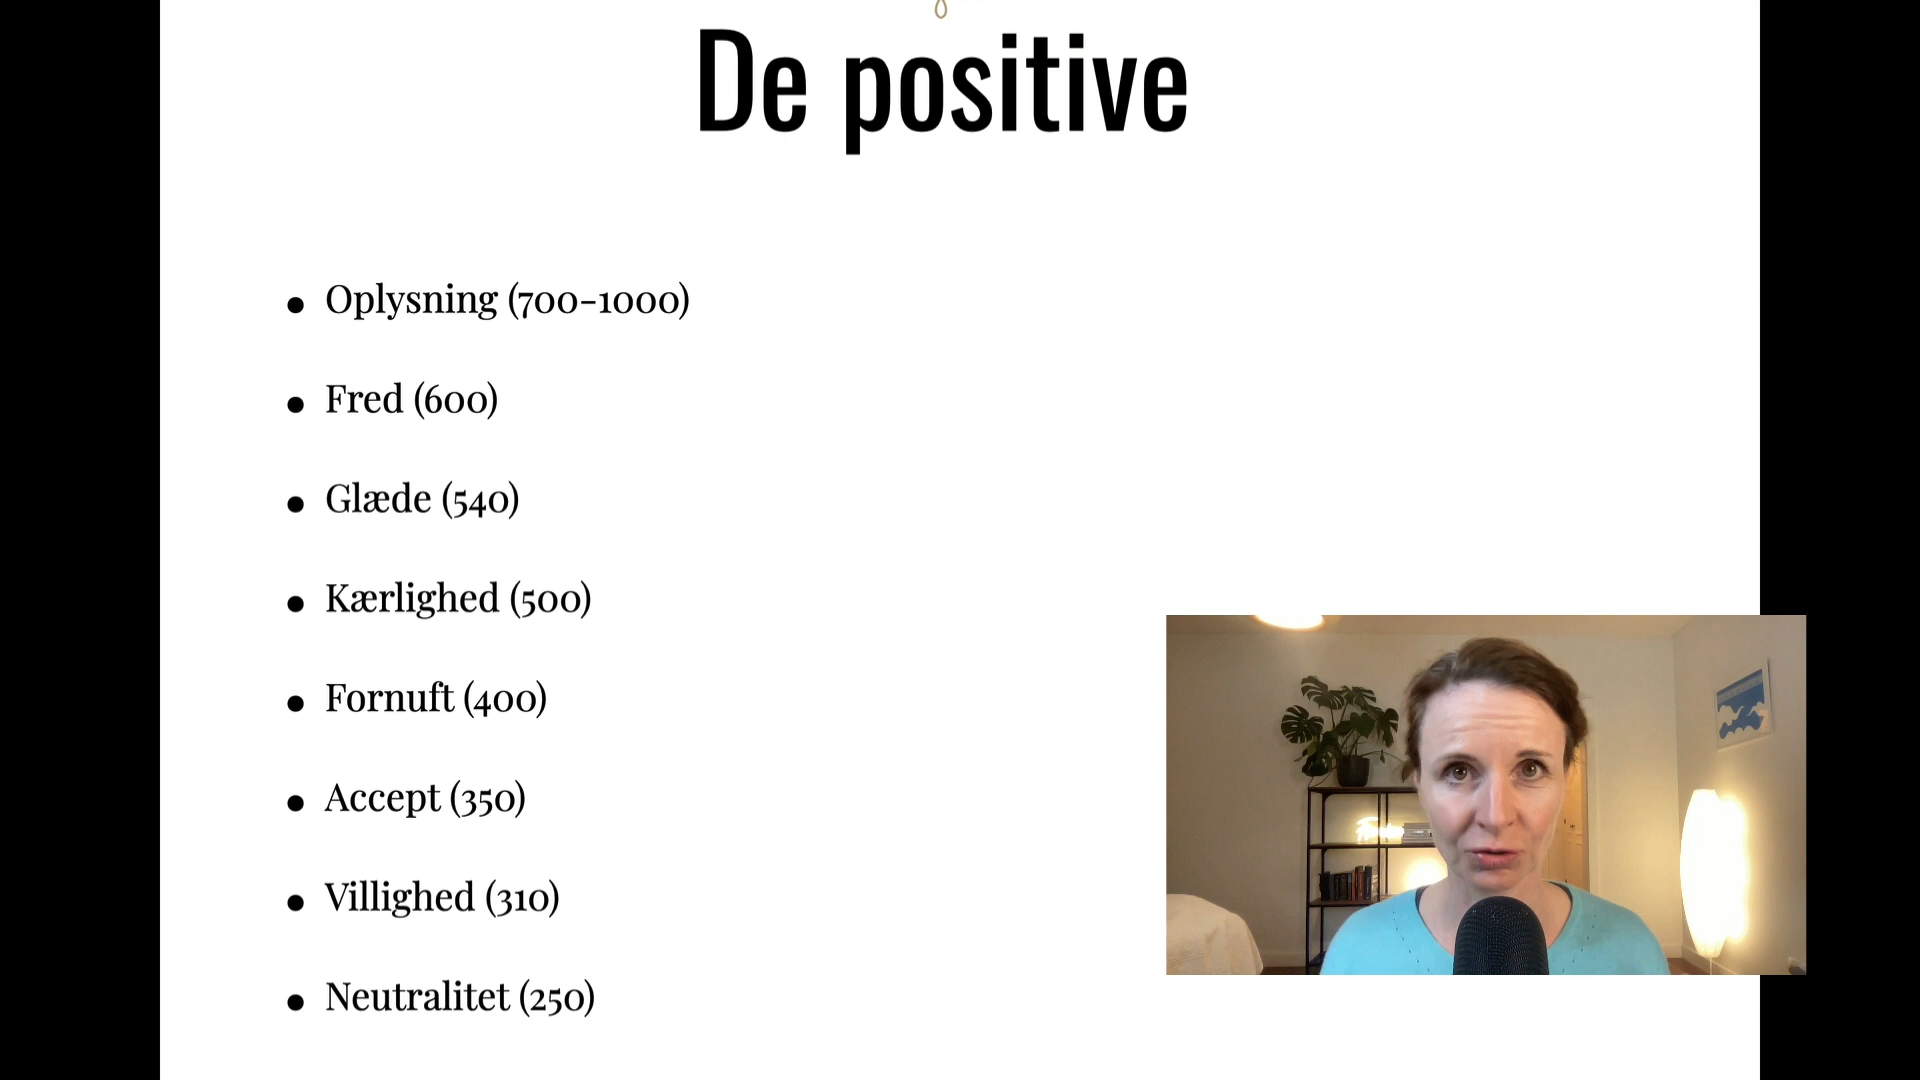 De positive
Oplysning (700-1000)
Fred (600)
Glæde (540)
Kærlighed (500)
Fornuft (400)
Accept (350)
Villighed (310)
Neutralitet (250)